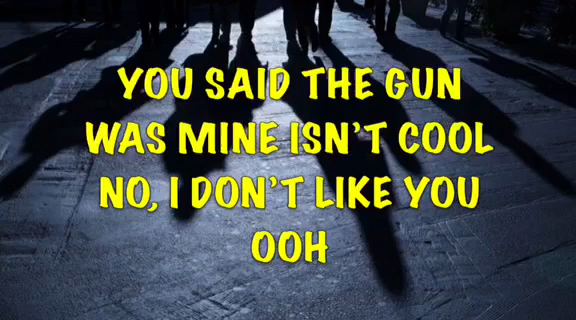 YOU SAID THE GUN
WAS MINE ISN'T COOL
NO, I DON'T LIKE YOU
OOH